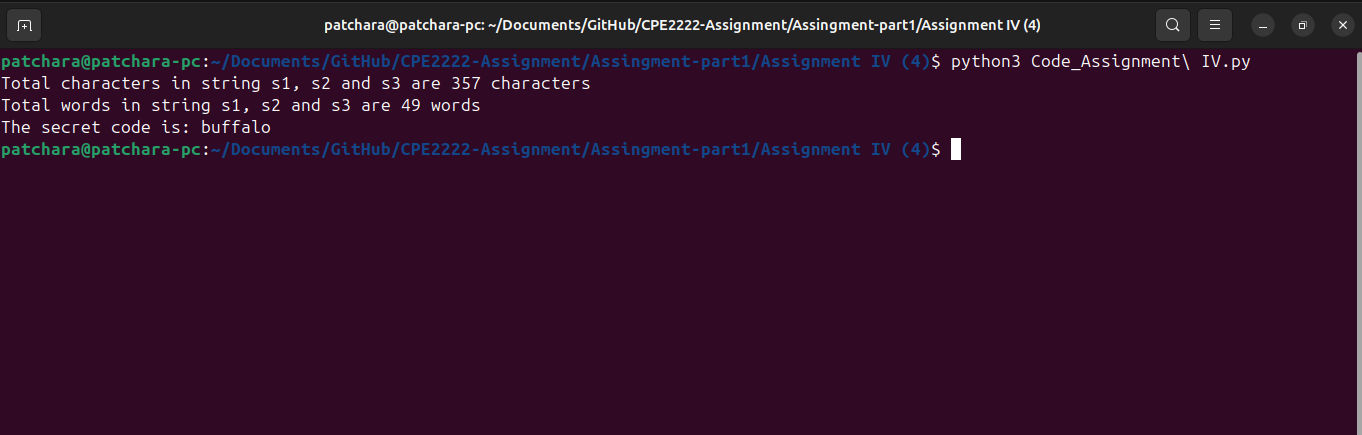 patchara@patchara-pc: ~/Documents/GitHub/CPE2222-Assignment/Assingment-part1/Assignment IV (4)
patchara@patchara-pc:~/Documents/GitHub/CPE2222-Assignment/Assingment-part1/Assignment IV (4)$ python3 Code_Assignment\ IV.py
Total characters in string s1, s2 and s3 are 357 characters
Total words in string s1, s2 and s3 are 49 words
The secret code is: buffalo
patchara@patchara-pc:~/Documents/GitHub/CPE2222-Assignment/Assingment-part1/Assignment IV (4)$